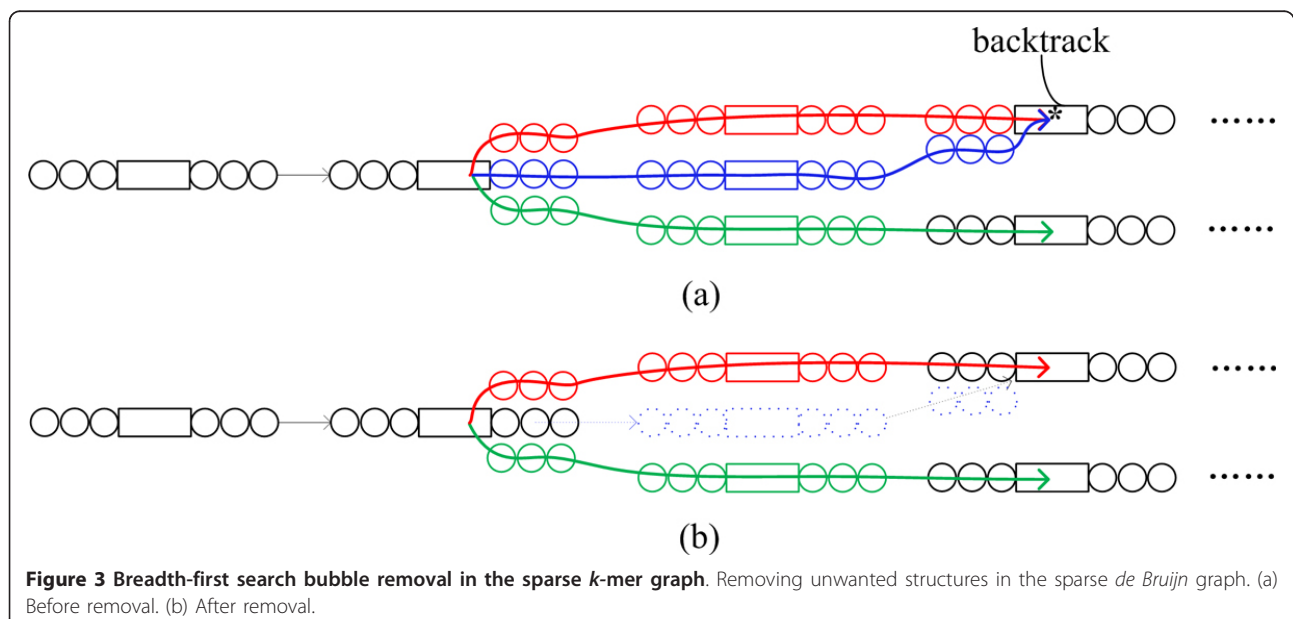 backtrack
*
......
......
(a)
......
......
(b)
Figure 3 Breadth-first search bubble removal in the sparse k-mer graph. Removing unwanted structures in the sparse de Bruijn graph. (a)
Before removal. (b) After removal.